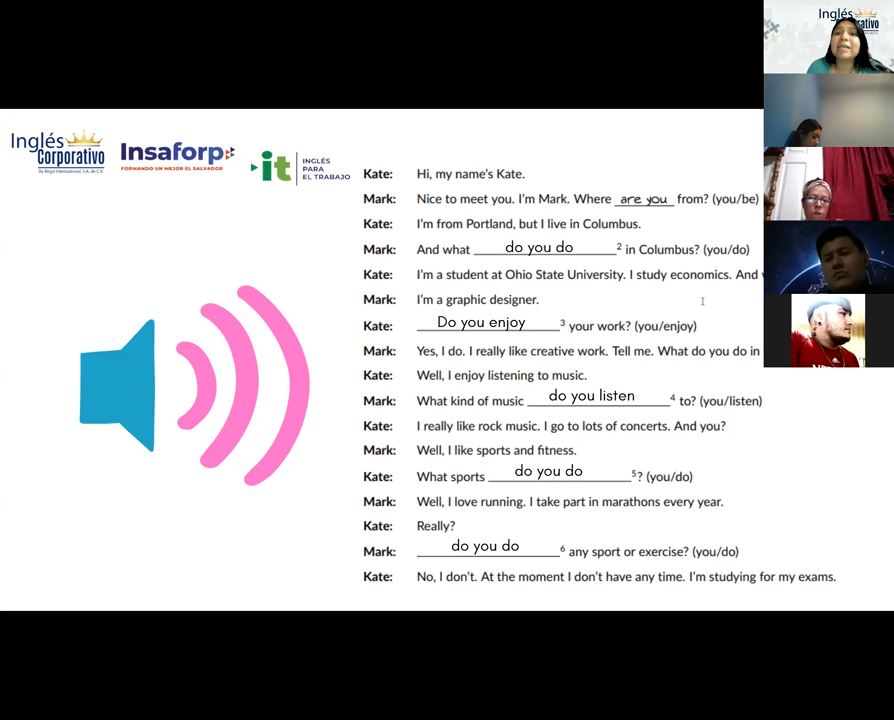 Inglés
Corporativo
Inglés
Corporativo
By Regal International, S.A. de C.V.
Insaforp
FORMANDO UN MEJOR EL SALVADOR
it
INGLÉS
PARA
EL TRABAJO
Kate: Hi, my name's Kate.
Mark: Nice to meet you. I'm Mark. Where are you from? (you/be)
Kate: I'm from Portland, but I live in Columbus.
Mark: And what do you do 2 in Columbus? (you/do)
Kate: I'm a student at Ohio State University. I study economics. And
Mark: I'm a graphic designer.
Kate: Do you enjoy 3 your work? (you/enjoy)
Mark: Yes, I do. I really like creative work. Tell me. What do you do in
Kate: Well, I enjoy listening to music.
Mark: What kind of music do you listen 4 to? (you/listen)
Kate: I really like rock music. I go to lots of concerts. And you?
Mark: Well, I like sports and fitness.
Kate: What sports do you do 5? (you/do)
Mark: Well, I love running. I take part in marathons every year.
Kate: Really?
Mark: do you do 6 any sport or exercise? (you/do)
Kate: No, I don't. At the moment I don't have any time. I'm studying for my exams.